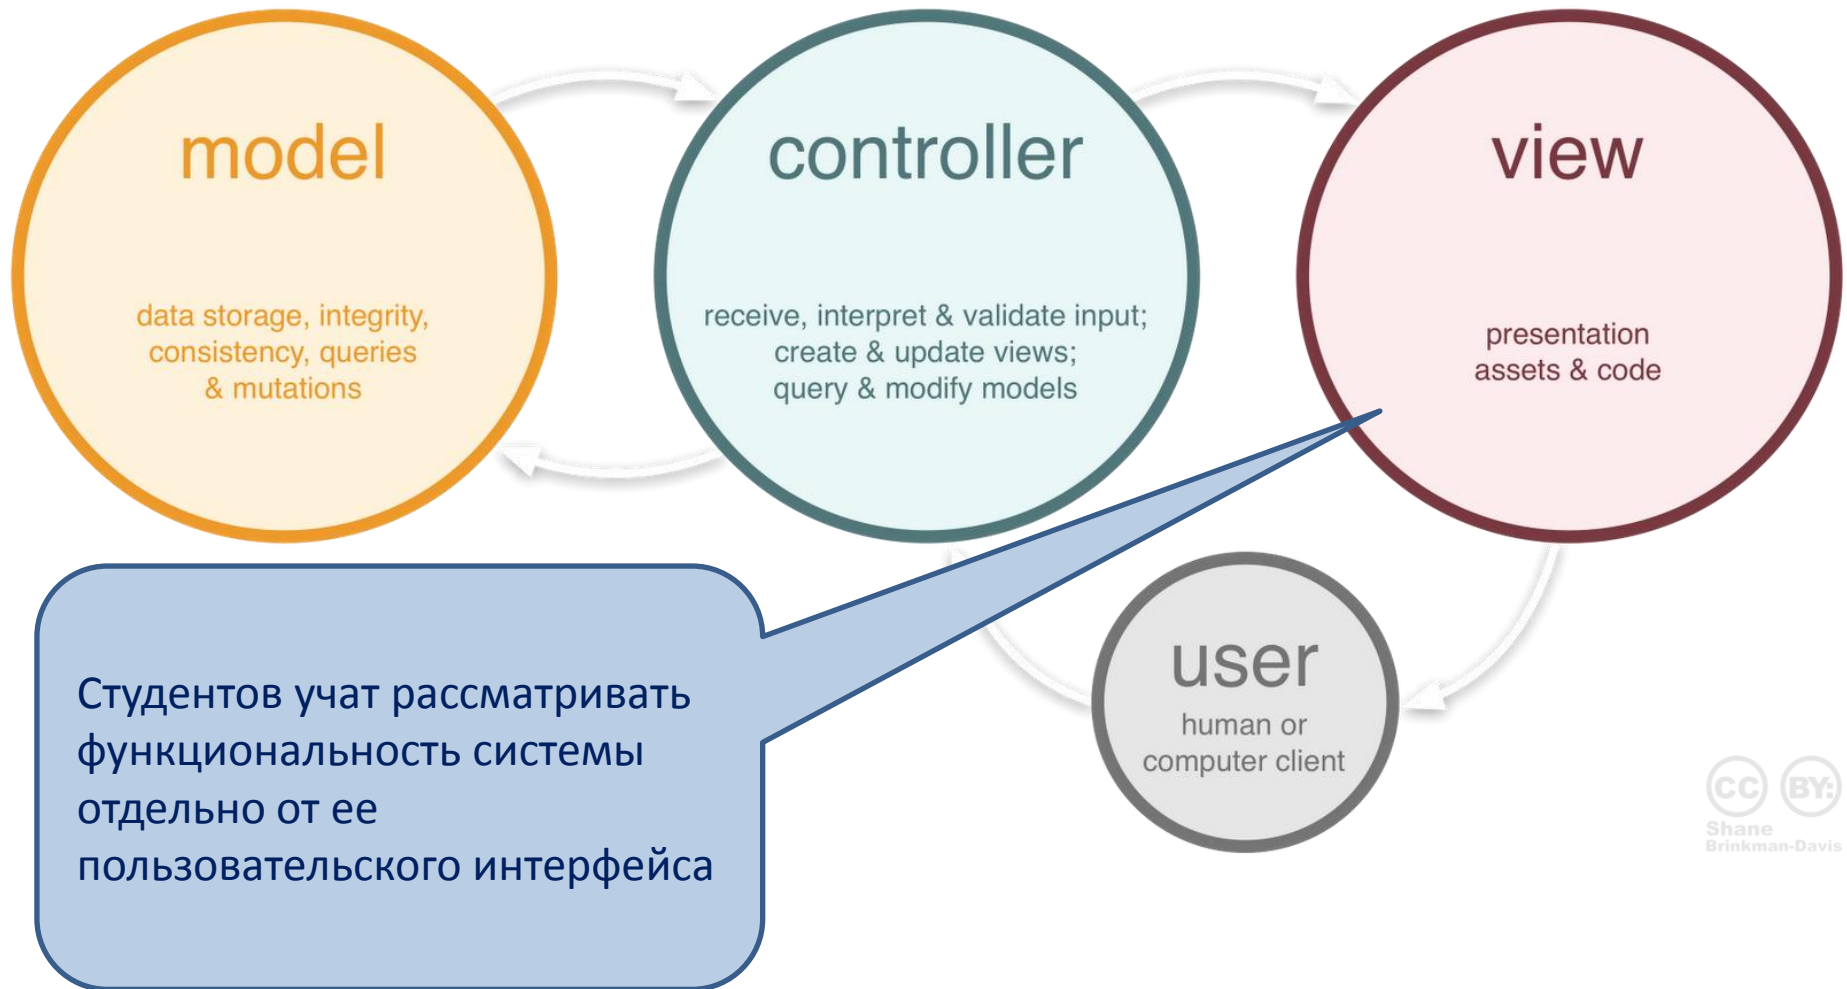 model
data storage, integrity,
consistency, queries
& mutations
controller
receive, interpret & validate input;
create & update views;
query & modify models
view
presentation
assets & code
Студентов учат рассматривать
функциональность системы
отдельно от ее
пользовательского интерфейса
user
human or
computer client
CC BY:
Shane
Brinkman-Davis